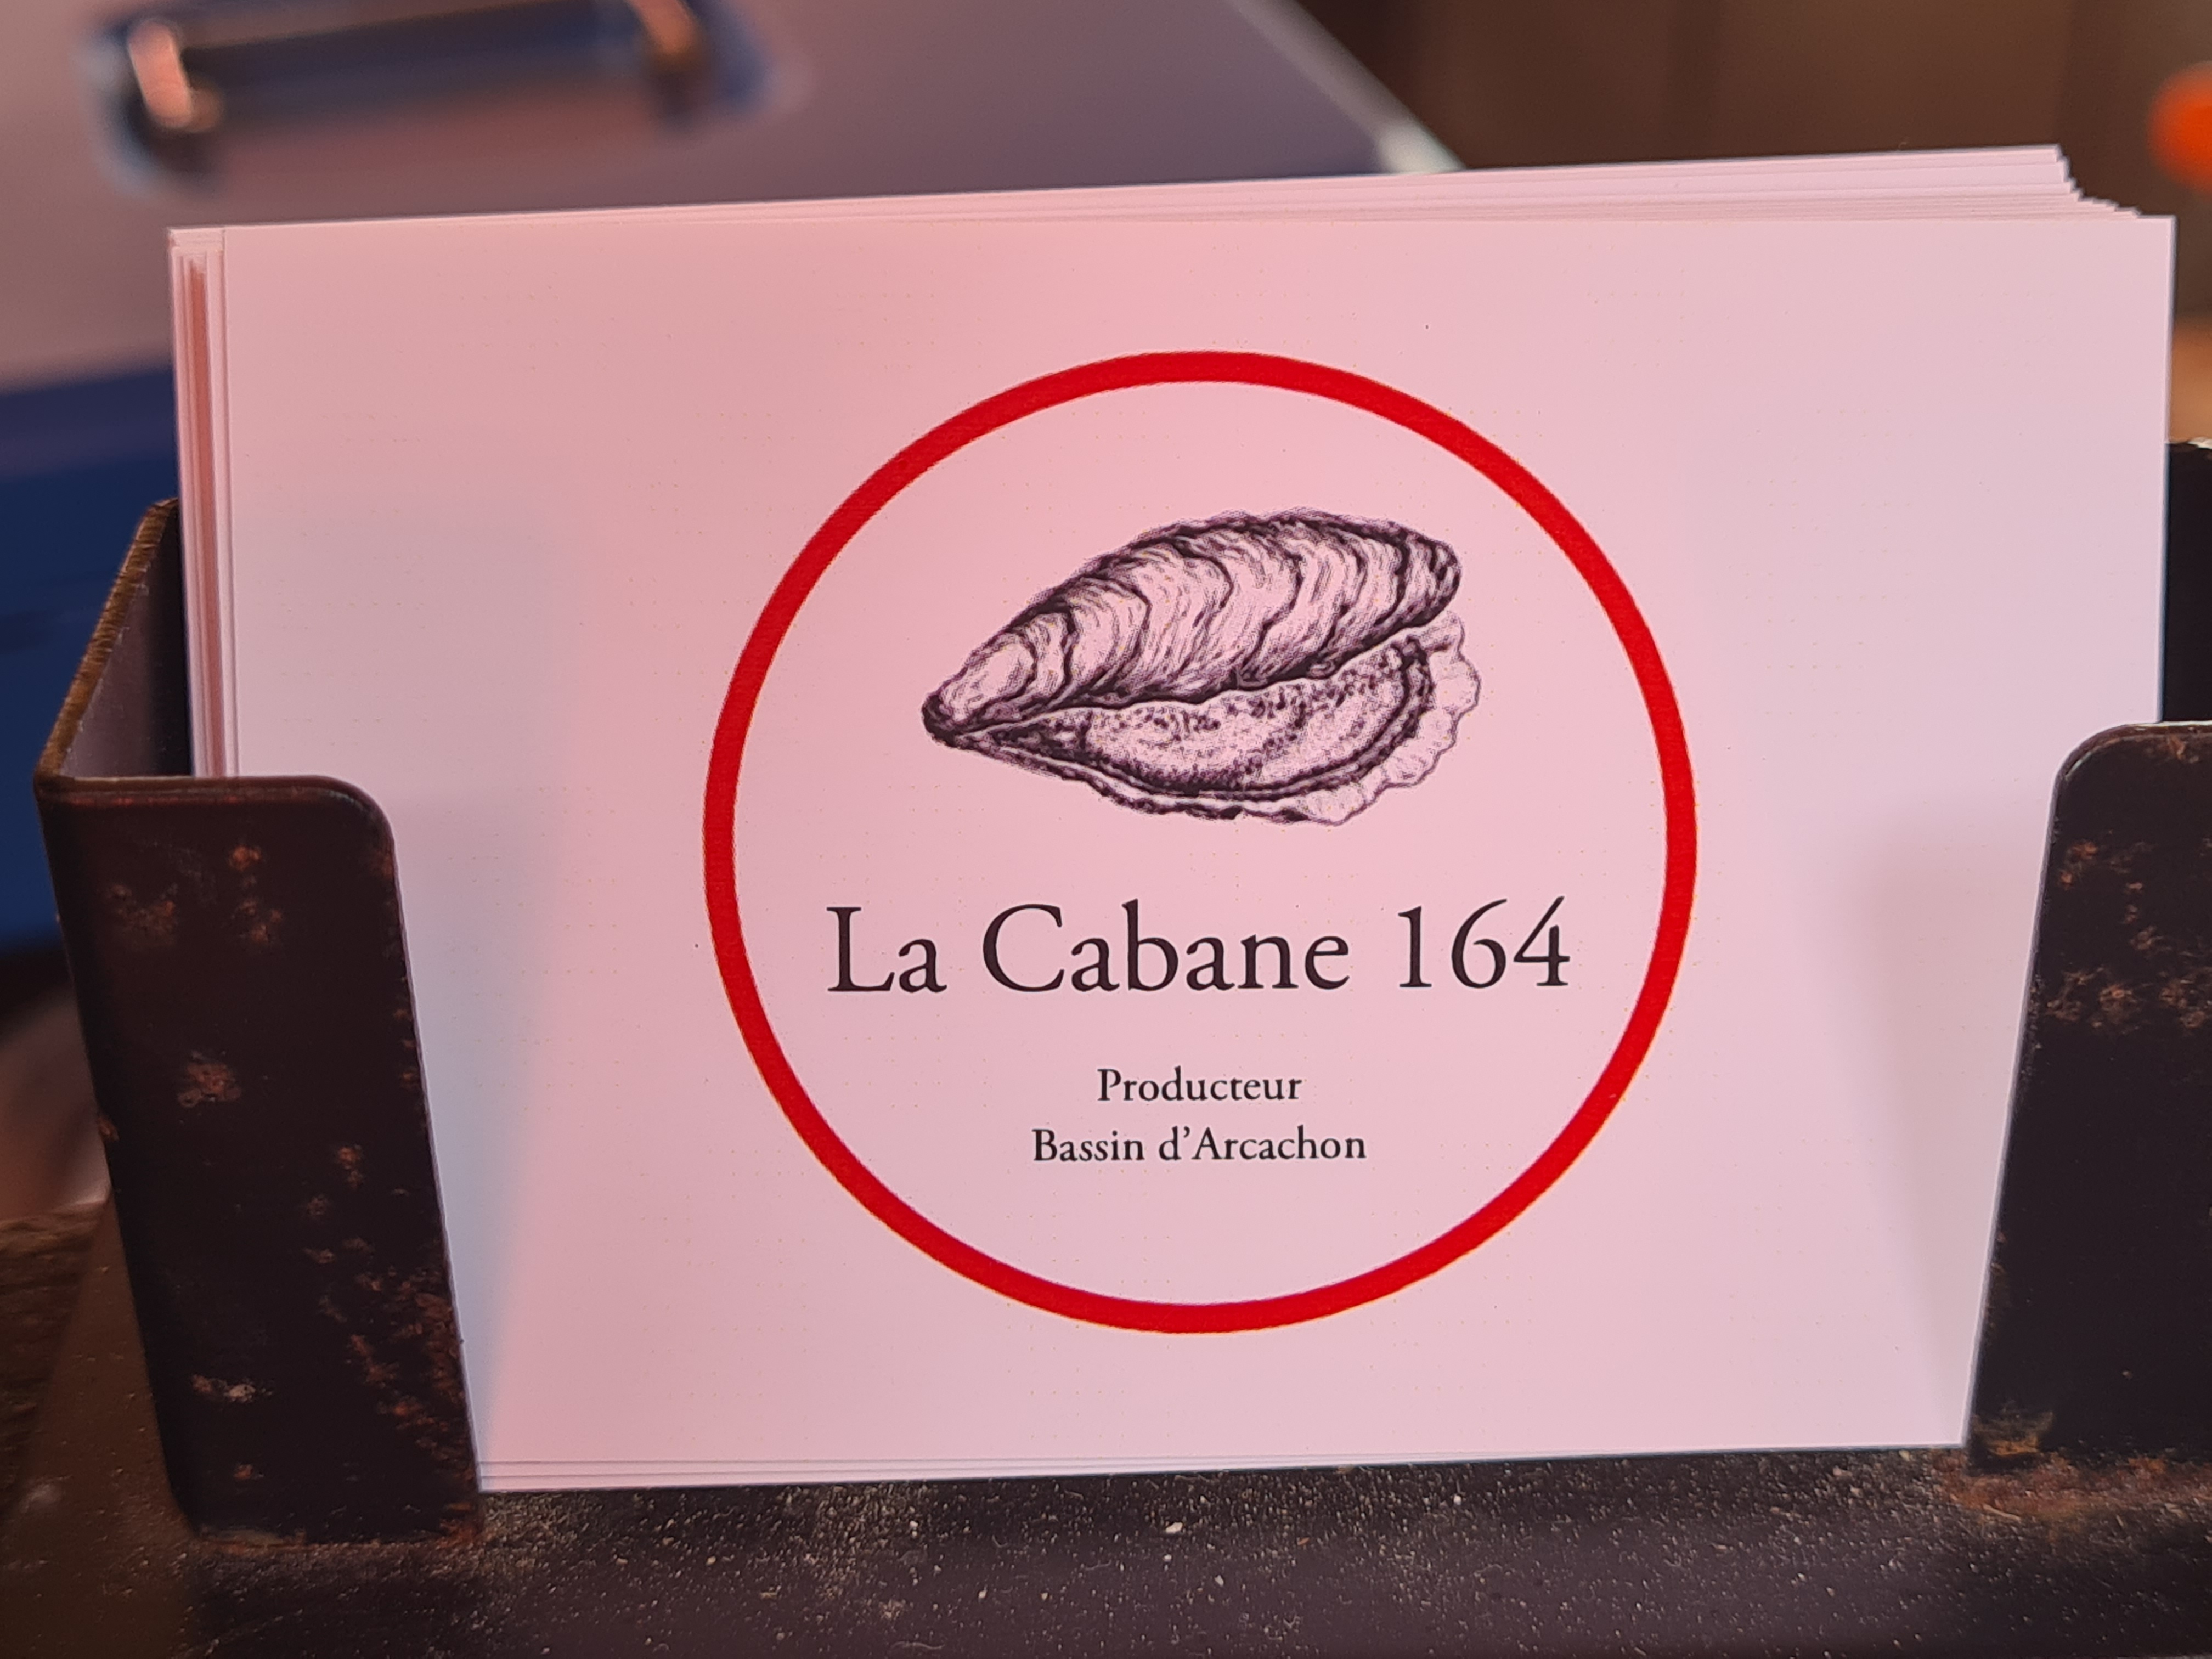 La Cabane 164
Producteur
Bassin d’Arcachon